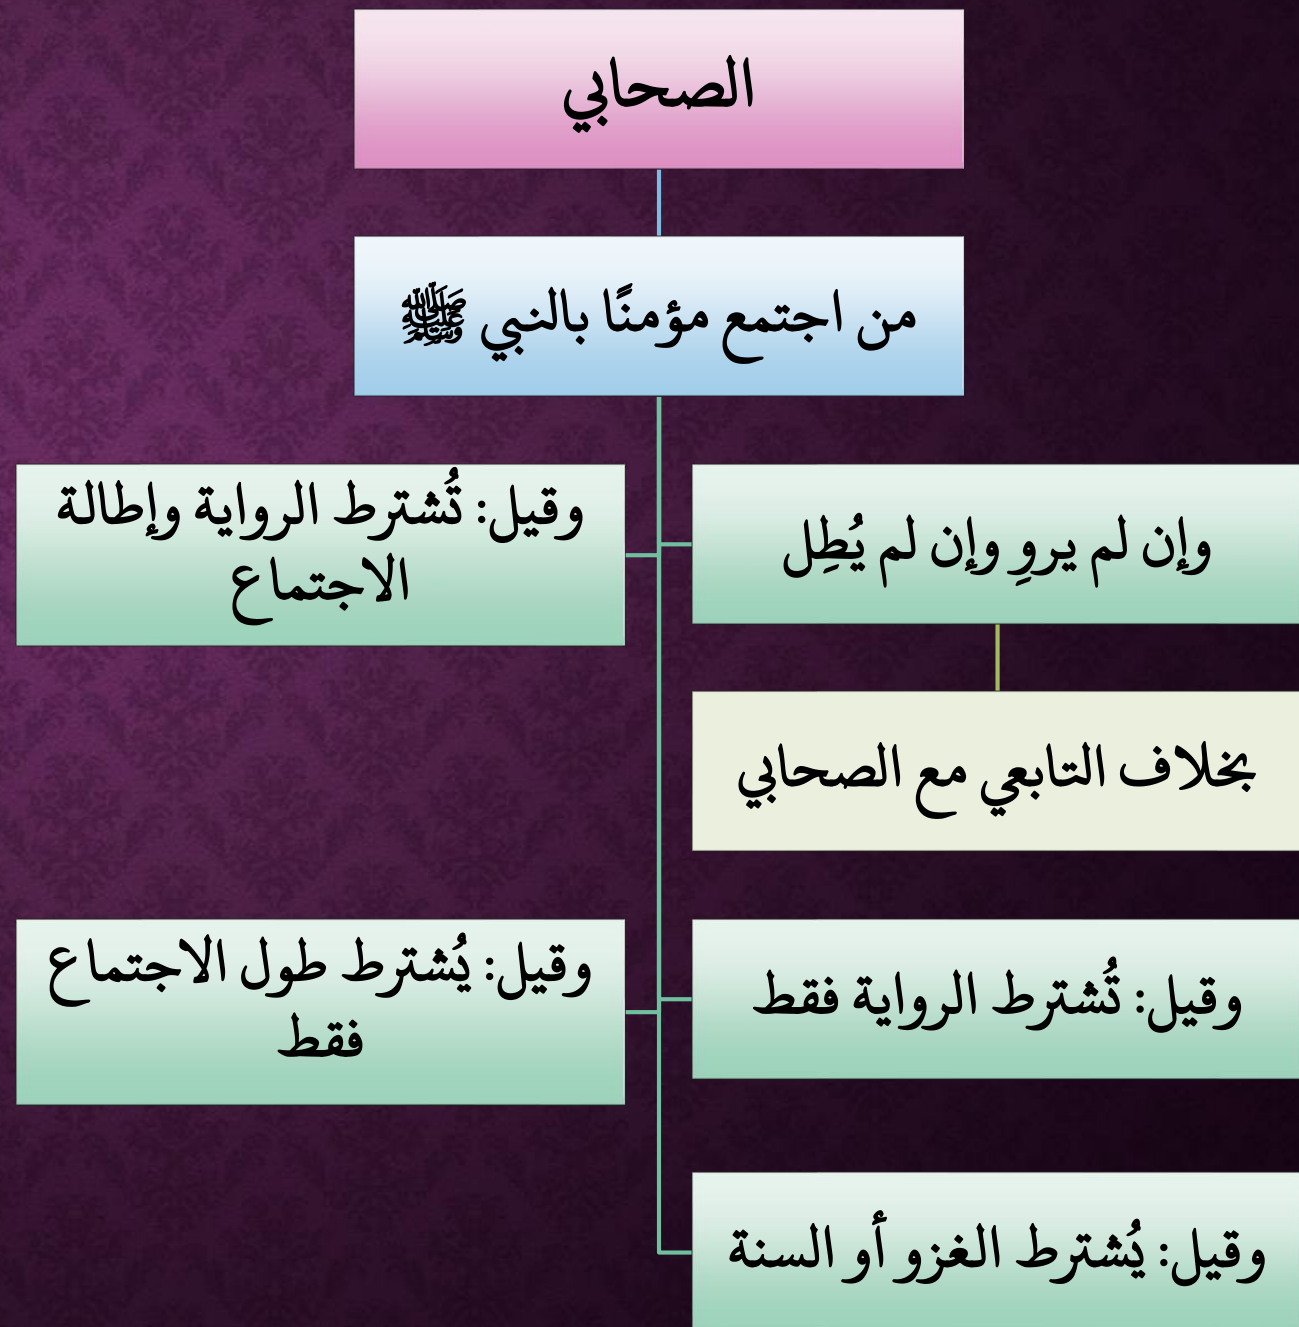 الصحابي
من اجتمع مؤمنًا بالنبي ﷺ
وإن لم يروِ وإن لم يُطِل
وقيل: تُشترط الرواية وإطالة
الاجتماع
بخلاف التابعي مع الصحابي
وقيل: تُشترط الرواية فقط
وقيل: يُشترط طول الاجتماع
فقط
وقيل: يُشترط الغزو أو السنة